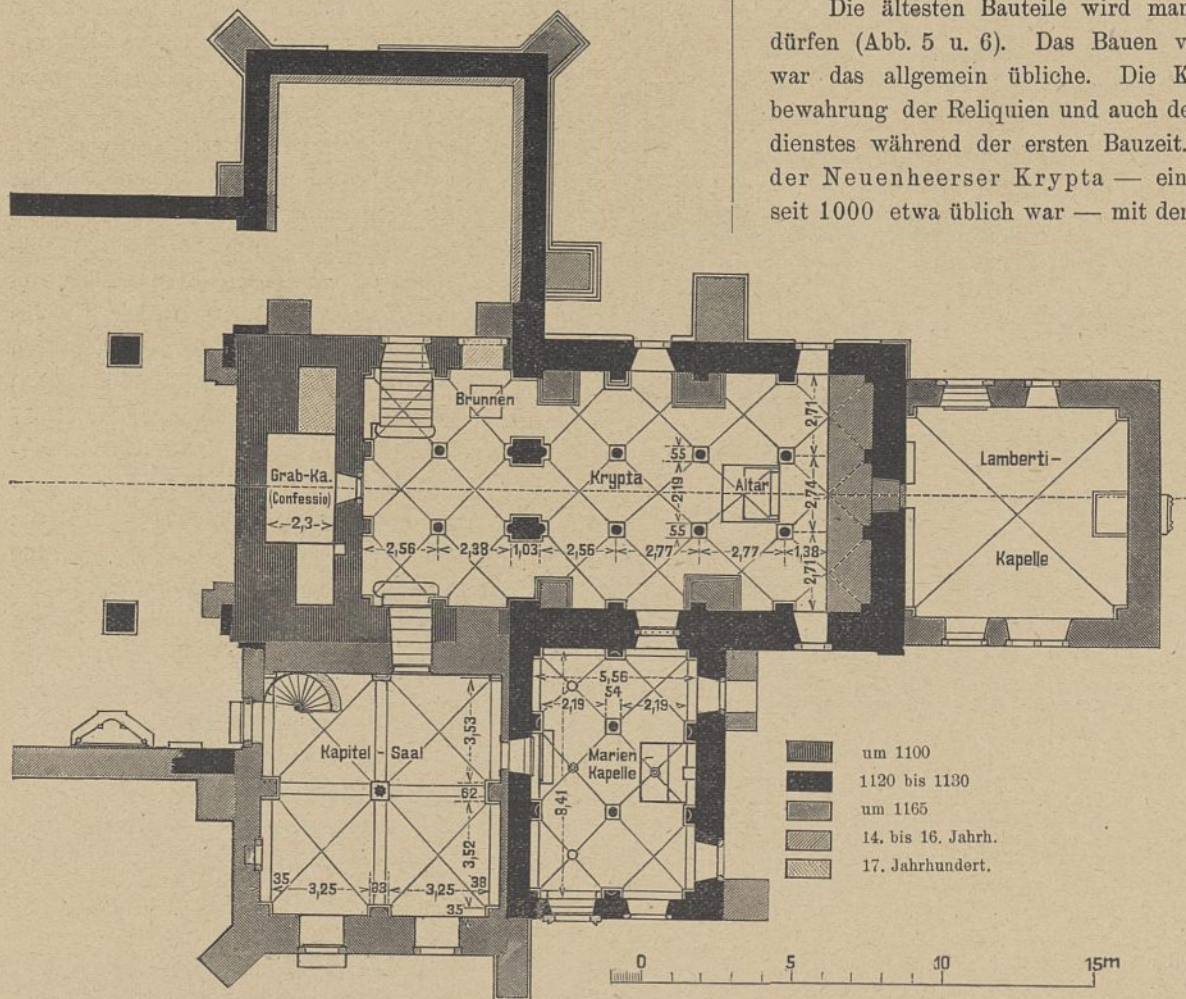 Die ältesten Bauteile wird
dürfen (Abb. 5 u. 6). Das Bauen
war das allgemein übliche. Die
bewahrung der Reliquien und auch
dienstes während der ersten Bauzeit.
der Neuenheerser Krypta — ein
seit 1000 etwa üblich war — mit
Brunnen
Grab-Ka.
(Confessio)
2,3
Krypta
Altar
55
2,19
55
2,71
2,74
2,71
2,56 2,38 1,03 2,56 2,77 2,77 1,38
Lamberti-
Kapelle
Kapitel-Saal
3,53
62
3,52
35 3,25 83 3,25 38
35
5,56
2,19 54 2,19
Marien
Kapelle
8,41
um 1100
1120 bis 1130
um 1165
14. bis 16. Jahrh.
17. Jahrhundert.
0 5 10 15m